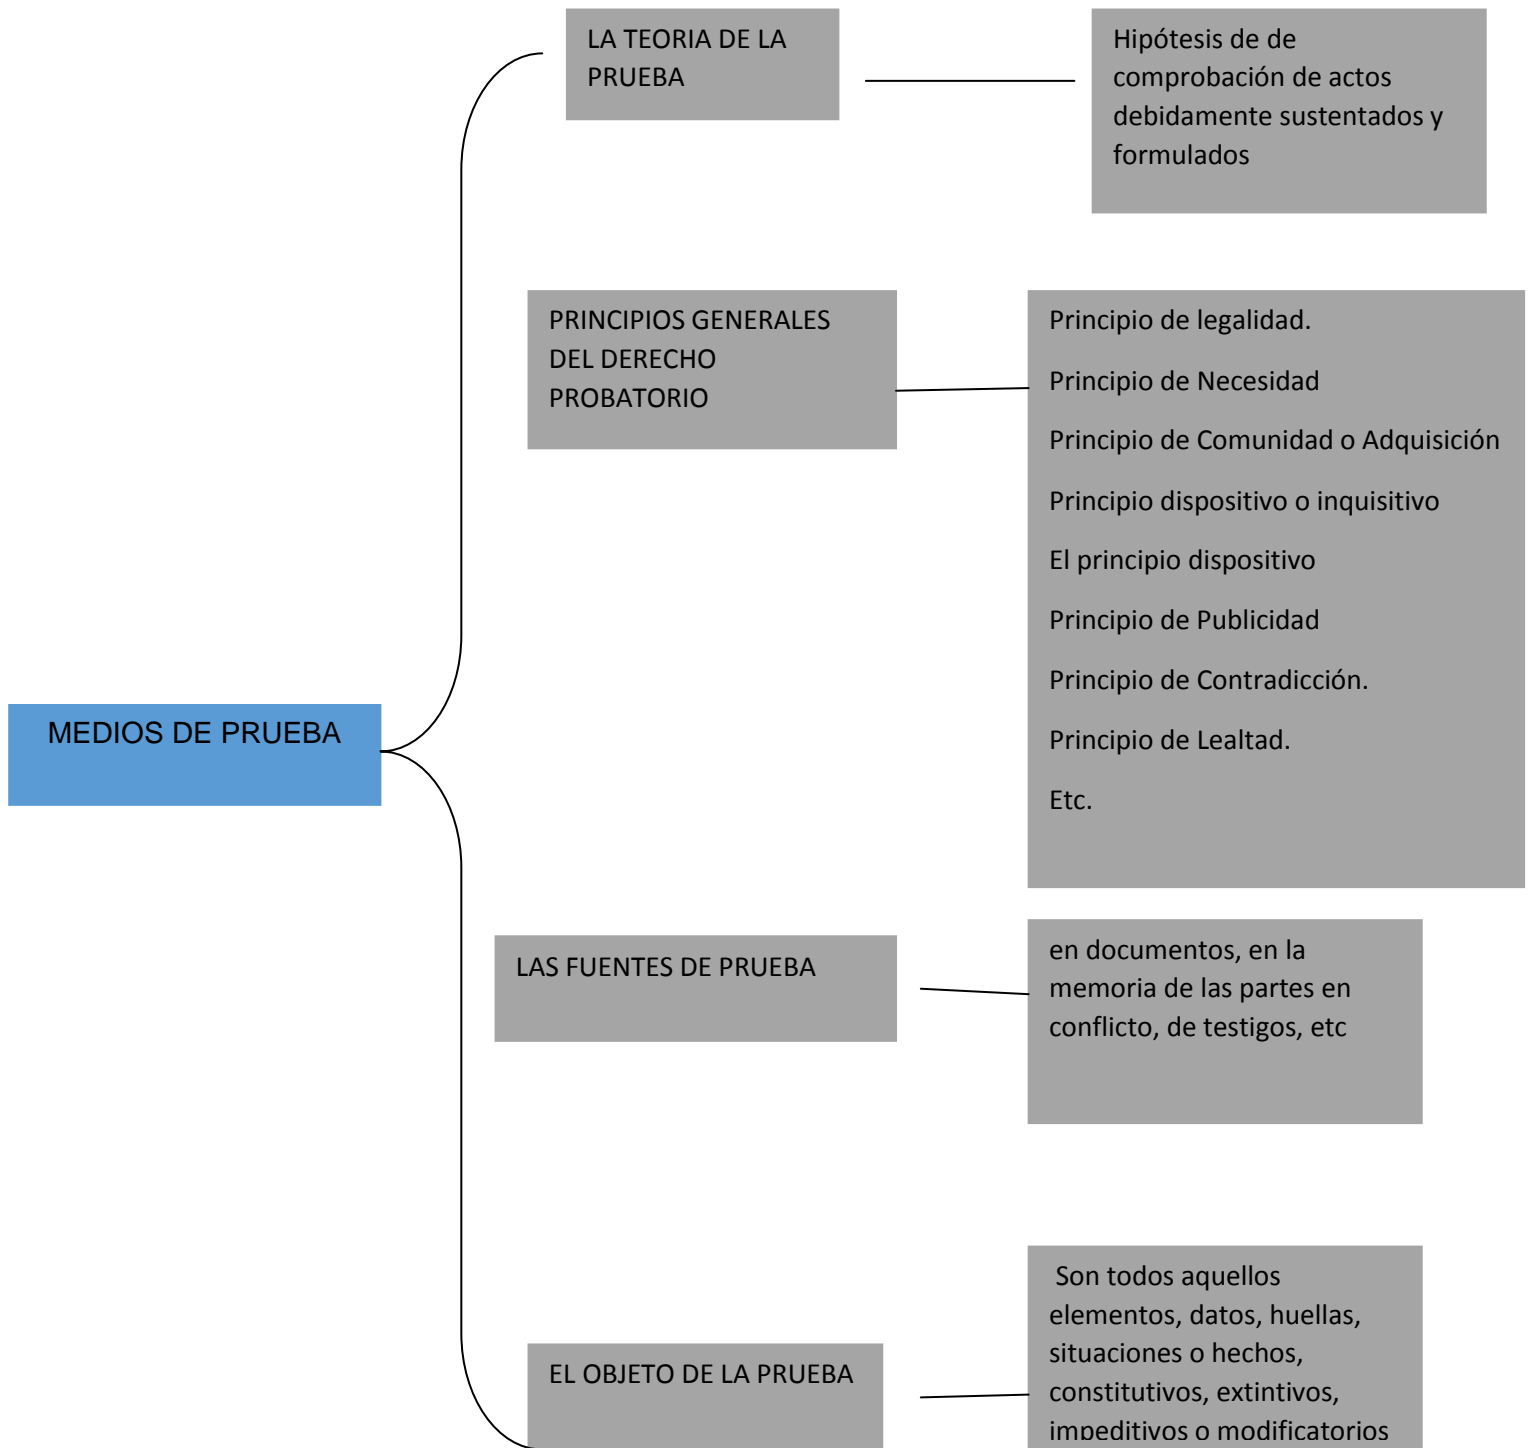 LA TEORIA DE LA
PRUEBA
Hipótesis de de
comprobación de actos
debidamente sustentados y
formulados
PRINCIPIOS GENERALES
DEL DERECHO
PROBATORIO
Principio de legalidad.
Principio de Necesidad
Principio de Comunidad o Adquisición
Principio dispositivo o inquisitivo
El principio dispositivo
Principio de Publicidad
Principio de Contradicción.
Principio de Lealtad.
Etc.
MEDIOS DE PRUEBA
LAS FUENTES DE PRUEBA
en documentos, en la
memoria de las partes en
conflicto, de testigos, etc
EL OBJETO DE LA PRUEBA
Son todos aquellos
elementos, datos, huellas,
situaciones o hechos,
constitutivos, extintivos,
impeditivos o modificatorios